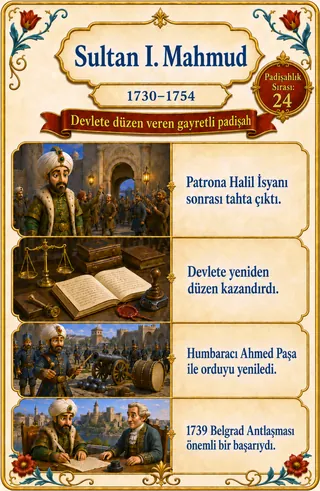 Sultan I. Mahmud
1730–1754
Padişahlık
Sırası:
24
Devlete düzen veren gayretli padişah
Patrona Halil İsyanı
sonrası tahta çıktı.
Devlete yeniden
düzen kazandırdı.
Humbaracı Ahmed Paşa
ile orduyu yeniledi.
1739 Belgrad Antlaşması
önemli bir başarıydı.